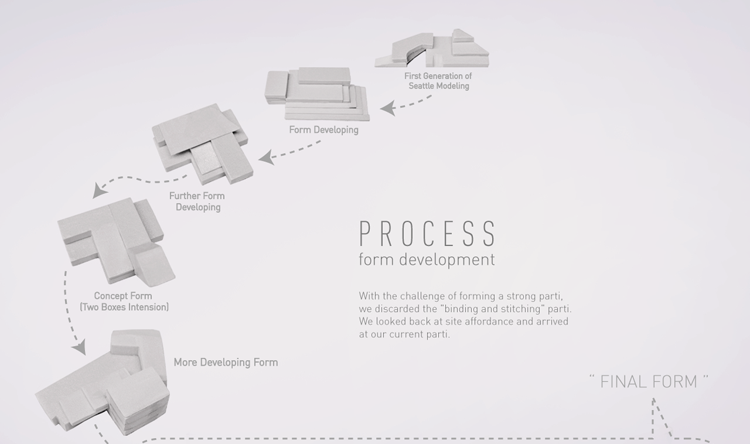 First Generation of
Seattle Modeling
Form Developing
Further Form
Developing
Concept Form
(Two Boxes Intension)
More Developing Form
PROCESS
form development
With the challenge of forming a strong parti,
we discarded the "binding and stitching" parti.
We looked back at site affordance and arrived
at our current parti.
" FINAL FORM "